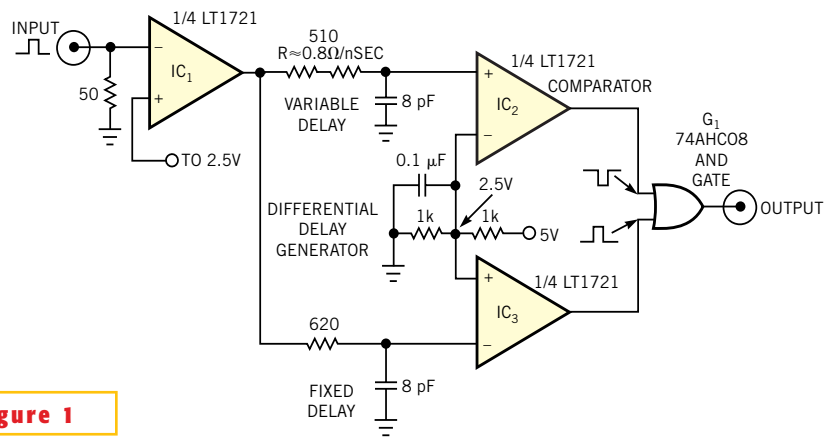 INPUT
50
1/4 LT1721
−
IC1
+
TO 2.5V
510
R≈0.8Ω/nSEC
VARIABLE
DELAY
8 pF
1/4 LT1721
COMPARATOR
+
IC2
−
0.1 µF
2.5V
DIFFERENTIAL
DELAY
GENERATOR
1k
1k
5V
G1
74AHC08
AND
GATE
OUTPUT
1/4 LT1721
+
IC3
−
620
FIXED
DELAY
8 pF
gure 1